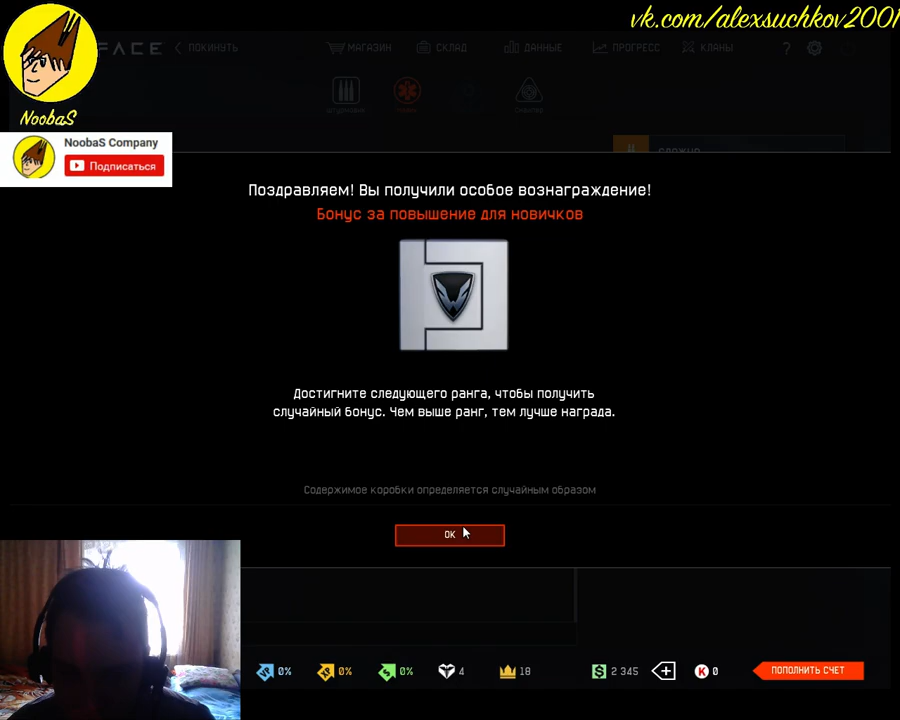 vk.com/alexsuchkov2001
FACE
ПОКИНУТЬ
МАГАЗИН
СКЛАД
ДАННЫЕ
ПРОГРЕСС
КЛАНЫ
?
NoobaS
NoobaS Company
Подписаться
Поздравляем! Вы получили особое вознаграждение!
Бонус за повышение для новичков
Достигните следующего ранга, чтобы получить
случайный бонус. Чем выше ранг, тем лучше награда.
Содержимое коробки определяется случайным образом
ОК
0%
0%
0%
4
18
2 345
K 0
ПОПОЛНИТЬ СЧЕТ